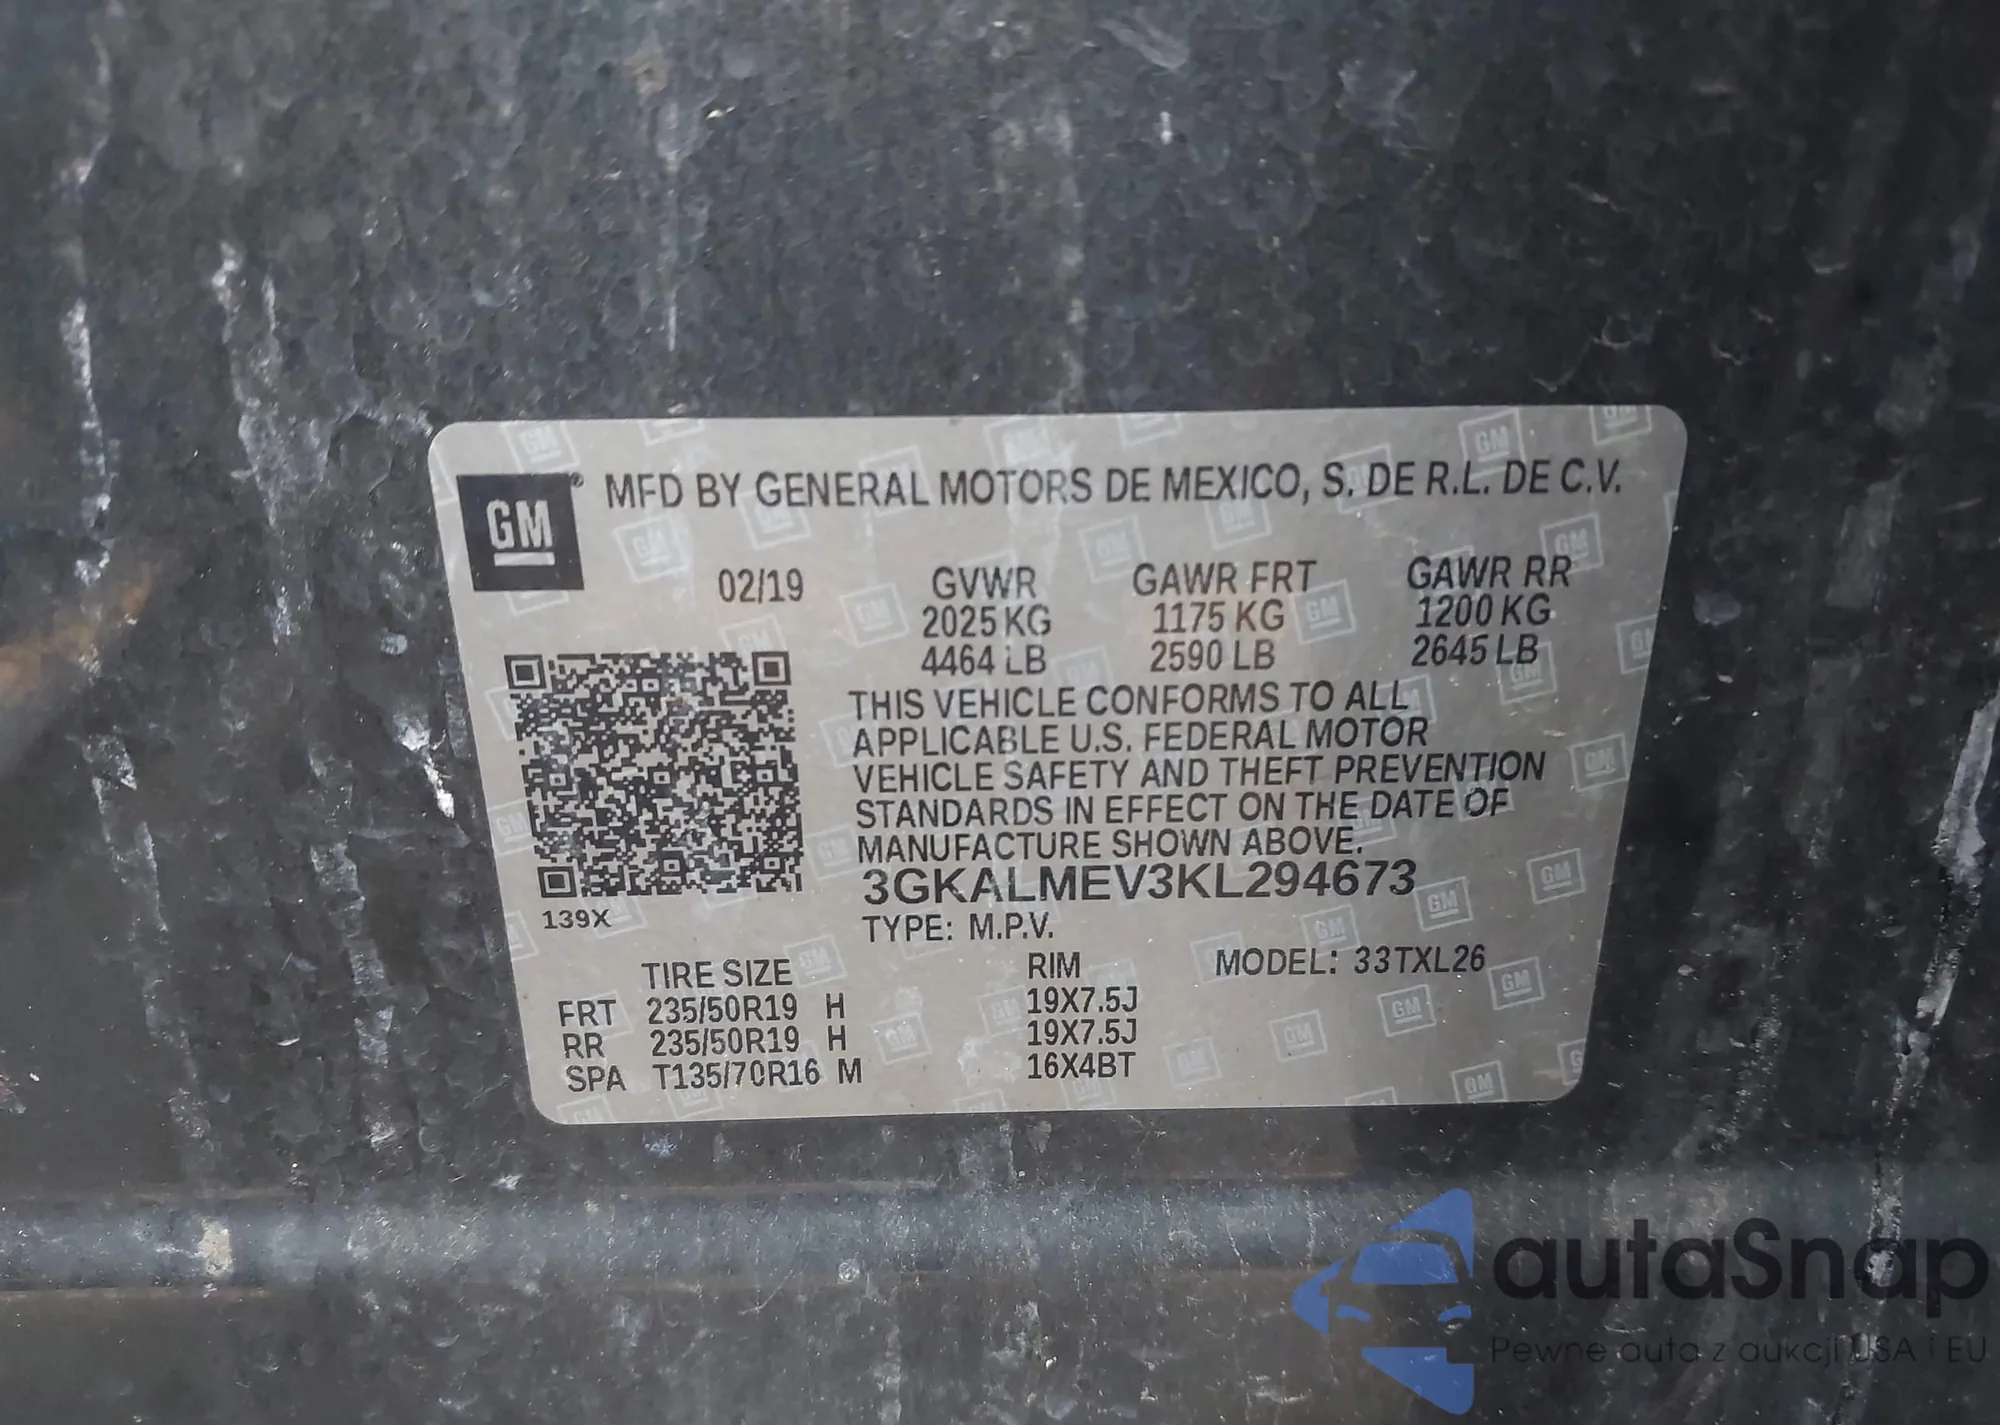 GM® MFD BY GENERAL MOTORS DE MEXICO, S. DE R.L. DE C.V.
02/19 GVWR GAWR FRT GAWR RR
2025 KG 1175 KG 1200 KG
4464 LB 2590 LB 2645 LB
THIS VEHICLE CONFORMS TO ALL
APPLICABLE U.S. FEDERAL MOTOR
VEHICLE SAFETY AND THEFT PREVENTION
STANDARDS IN EFFECT ON THE DATE OF
MANUFACTURE SHOWN ABOVE.
3GKALMEV3KL294673
139X
TYPE: M.P.V.
TIRE SIZE RIM MODEL: 33TXL26
FRT 235/50R19 H 19X7.5J
RR 235/50R19 H 19X7.5J
SPA T135/70R16 M 16X4BT
autaSnap
Pewne auta z aukcji USA i EU